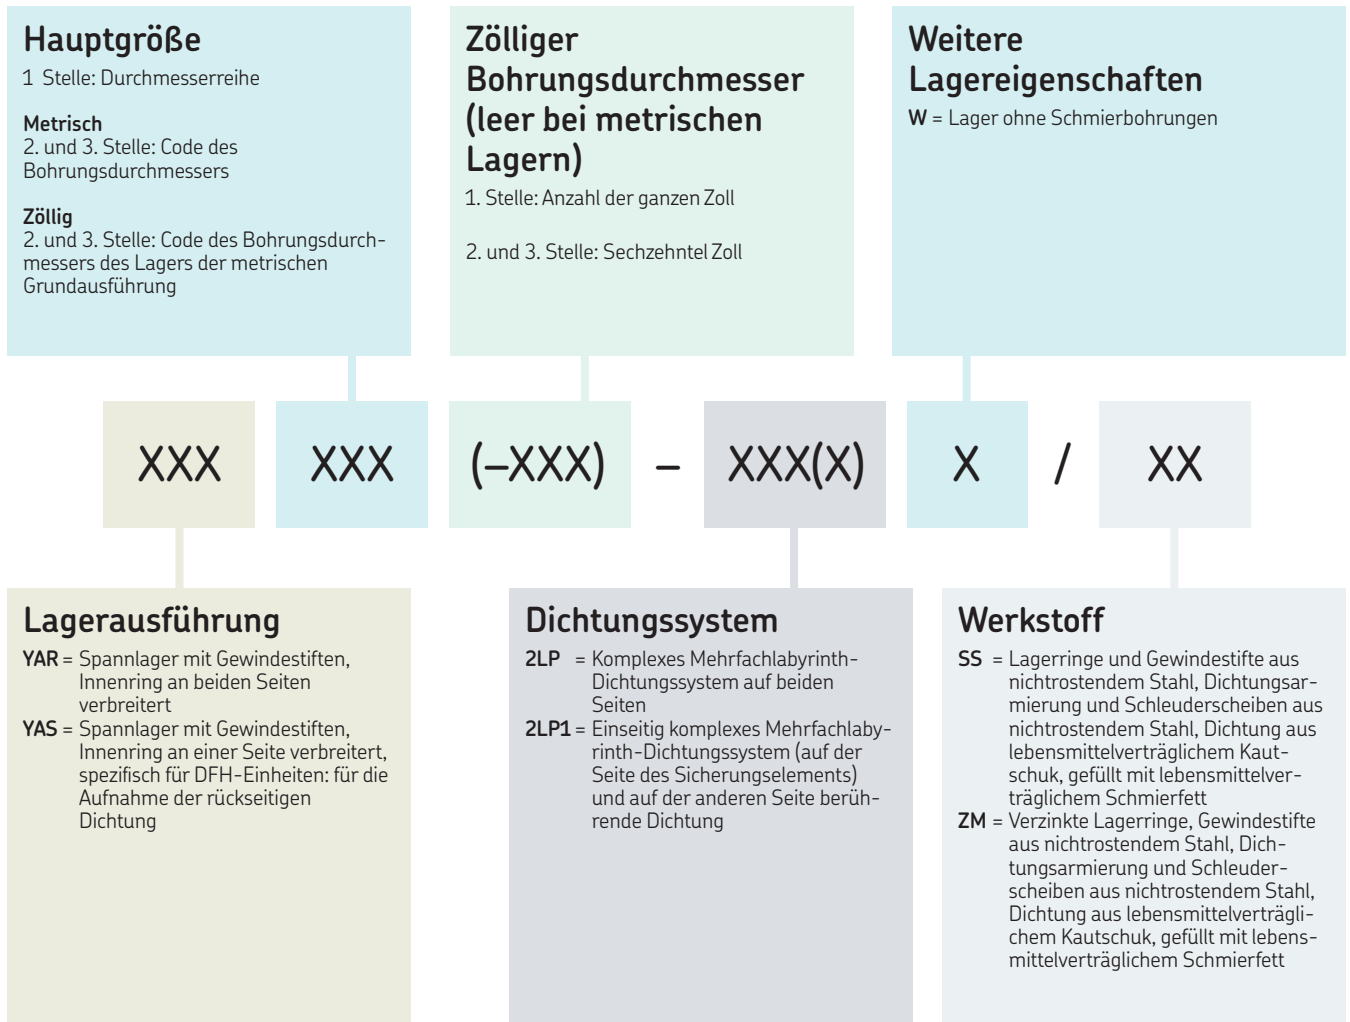 Hauptgröße
1 Stelle: Durchmesserreihe
Metrisch
2. und 3. Stelle: Code des
Bohrungsdurchmessers
Zöllig
2. und 3. Stelle: Code des Bohrungsdurch-
messers des Lagers der metrischen
Grundausführung
Zölliger
Bohrungsdurchmesser
(leer bei metrischen
Lagern)
1. Stelle: Anzahl der ganzen Zoll
2. und 3. Stelle: Sechzehntel Zoll
Weitere
Lagereigenschaften
W = Lager ohne Schmierbohrungen
XXX XXX (–XXX) – XXX(X) X / XX
Lagerausführung
YAR = Spannlager mit Gewindestiften,
Innenring an beiden Seiten
verbreitert
YAS = Spannlager mit Gewindestiften,
Innenring an einer Seite verbreitert,
spezifisch für DFH-Einheiten: für die
Aufnahme der rückseitigen
Dichtung
Dichtungssystem
2LP = Komplexes Mehrfachlabyrinth-
Dichtungssystem auf beiden
Seiten
2LP1 = Einseitig komplexes Mehrfachlaby-
rinth-Dichtungssystem (auf der
Seite des Sicherungselements)
und auf der anderen Seite berüh-
rende Dichtung
Werkstoff
SS = Lagerringe und Gewindestifte aus
nichtrostendem Stahl, Dichtungsar-
mierung und Schleuderscheiben aus
nichtrostendem Stahl, Dichtung aus
lebensmittelverträglichem Kaut-
schuk, gefüllt mit lebensmittelver-
träglichem Schmierfett
ZM = Verzinkte Lagerringe, Gewindestifte
aus nichtrostendem Stahl, Dich-
tungsarmierung und Schleuder-
scheiben aus nichtrostendem Stahl,
Dichtung aus lebensmittelverträgli-
chem Kautschuk, gefüllt mit lebens-
mittelverträglichem Schmierfett